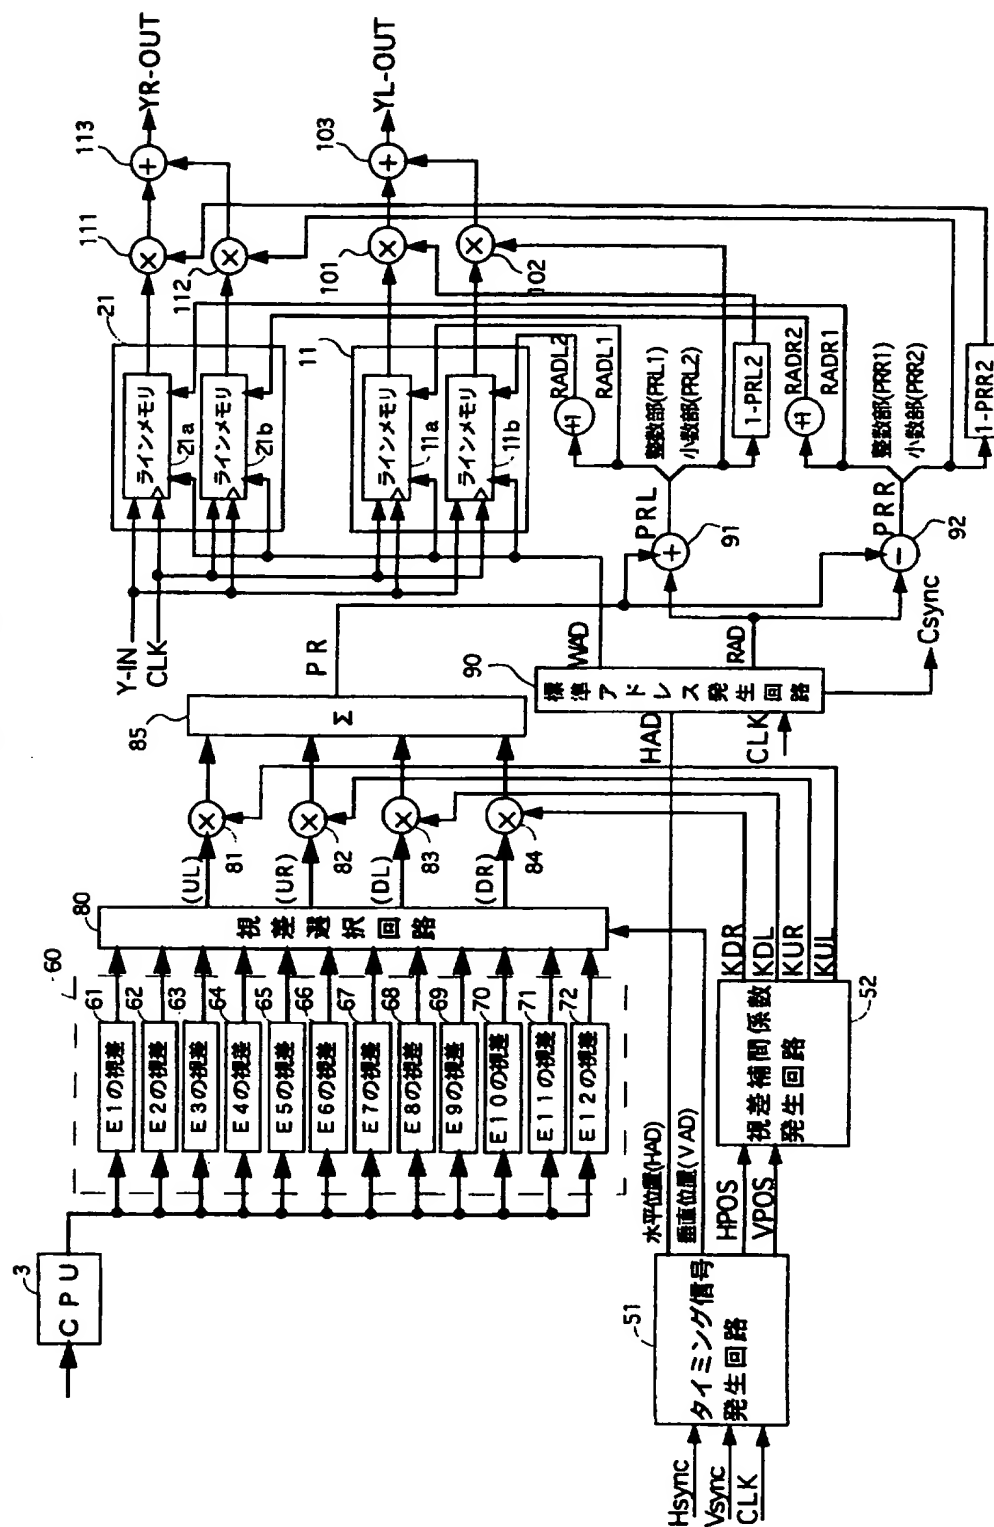 3
CPU
60
61
E1の視差
62
E2の視差
63
E3の視差
64
E4の視差
65
E5の視差
66
E6の視差
67
E7の視差
68
E8の視差
69
E9の視差
70
E10の視差
71
E11の視差
72
E12の視差
80
視差選択回路
(UL)
(UR)
(DL)
(DR)
×
81
×
82
×
83
×
84
85
Σ
PR
Hsync
Vsync
CLK
51
タイミング信号
発生回路
水平位置(HAD)
垂直位置(VAD)
HPOS
VPOS
52
視差補間係数
発生回路
KDR
KDL
KUR
KUL
HAD
CLK
90
標準アドレス発生回路
WAD
RAD
Csync
Y-IN
CLK
21
ラインメモリ
21a
ラインメモリ
21b
11
ラインメモリ
11a
ラインメモリ
11b
+
91
PRL
−
92
PRR
整数部(PRL1)
小数部(PRL2)
+1
RADL2
RADL1
1-PRL2
整数部(PRR1)
小数部(PRR2)
+1
RADR2
RADR1
1-PRR2
111
×
112
×
113
+
YR-OUT
101
×
102
×
103
+
YL-OUT